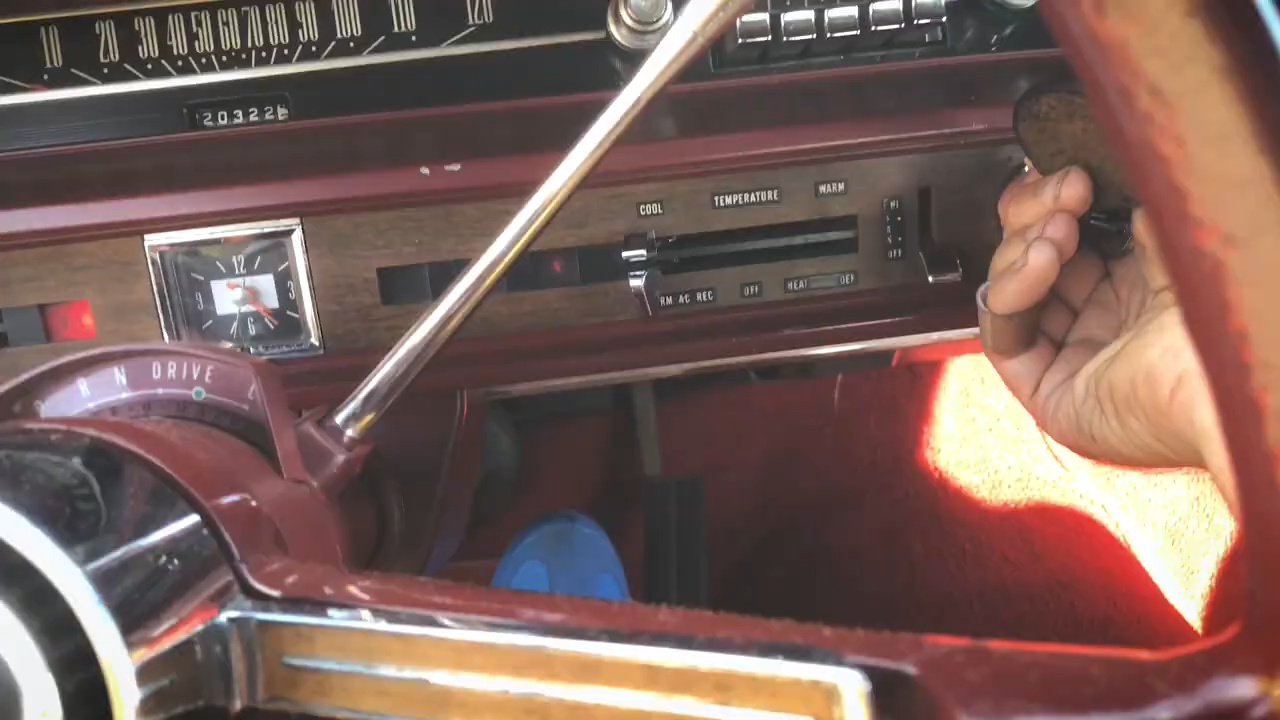 10 20 30 40 50 60 70 80 90 100 110 120
20322
COOL TEMPERATURE WARM
OFF
RM AC REC OFF HEAT DEF
12
9 3
6
R N DRIVE L